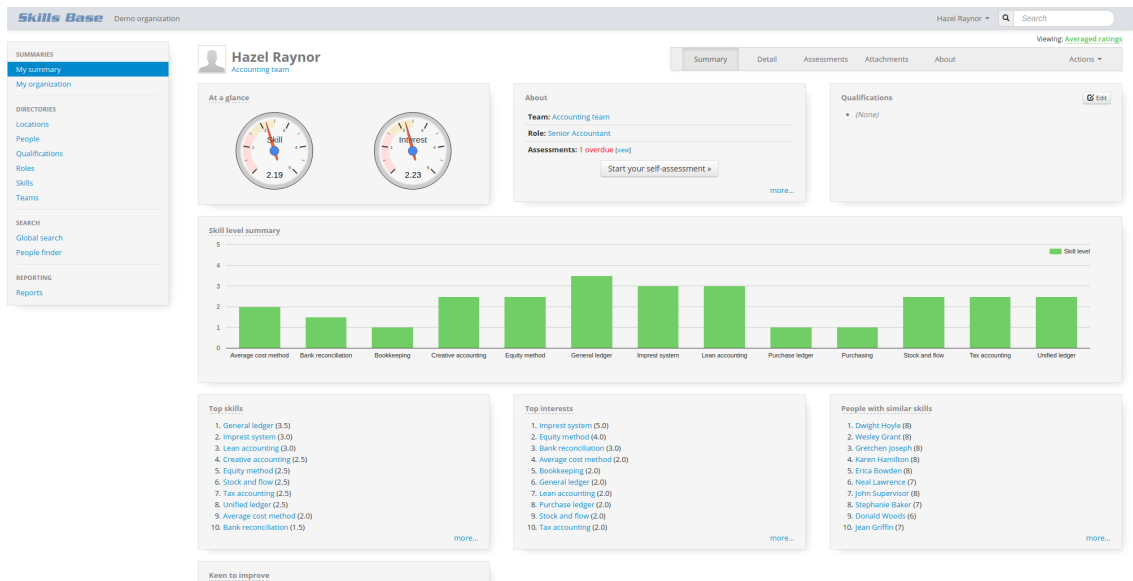 Skills Base Demo organization Hazel Raynor Search
Viewing: Averaged ratings
SUMMARIES
My summary
My organization
DIRECTORIES
Locations
People
Qualifications
Roles
Skills
Teams
SEARCH
Global search
People finder
REPORTING
Reports
Hazel Raynor
Accounting team
Summary Detail Assessments Attachments About Actions
At a glance
Skill
2.19
Interest
2.23
About
Team: Accounting team
Role: Senior Accountant
Assessments: 1 overdue [view]
Start your self-assessment »
more...
Qualifications
Edit
• (None)
Skill level summary
Skill level
5
4
3
2
1
0
Average cost method Bank reconciliation Bookkeeping Creative accounting Equity method General ledger Imprest system Lean accounting Purchase ledger Purchasing Stock and flow Tax accounting Unified ledger
Top skills
1. General ledger (3.5)
2. Imprest system (3.0)
3. Lean accounting (3.0)
4. Creative accounting (2.5)
5. Equity method (2.5)
6. Stock and flow (2.5)
7. Tax accounting (2.5)
8. Unified ledger (2.5)
9. Average cost method (2.0)
10. Bank reconciliation (1.5)
more...
Top interests
1. Imprest system (5.0)
2. Equity method (4.0)
3. Bank reconciliation (3.0)
4. Average cost method (2.0)
5. Bookkeeping (2.0)
6. General ledger (2.0)
7. Lean accounting (2.0)
8. Purchase ledger (2.0)
9. Stock and flow (2.0)
10. Tax accounting (2.0)
more...
People with similar skills
1. Dwight Hoyle (8)
2. Wesley Grant (8)
3. Gretchen Joseph (8)
4. Karen Hamilton (8)
5. Erica Bowden (8)
6. Neal Lawrence (7)
7. John Supervisor (8)
8. Stephanie Baker (7)
9. Donald Woods (6)
10. Jean Griffin (7)
more...
Keen to improve